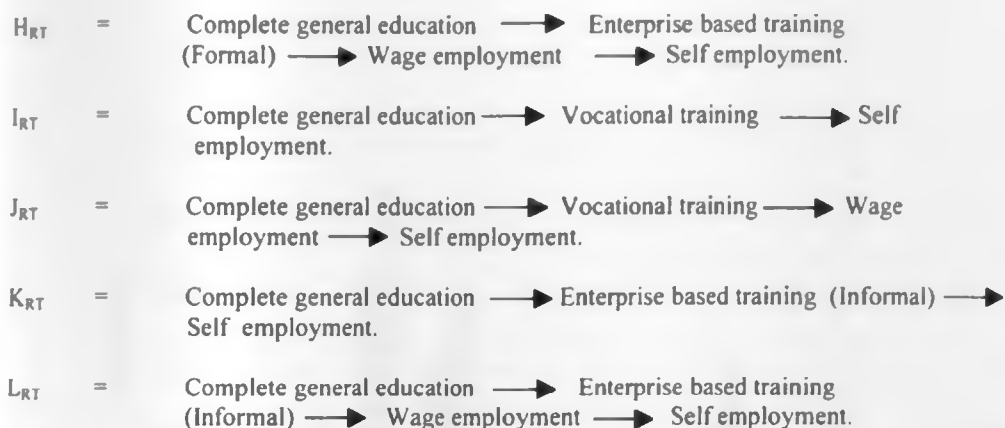 H_RT = Complete general education → Enterprise based training
(Formal) → Wage employment → Self employment.
I_RT = Complete general education → Vocational training → Self
employment.
J_RT = Complete general education → Vocational training → Wage
employment → Self employment.
K_RT = Complete general education → Enterprise based training (Informal) →
Self employment.
L_RT = Complete general education → Enterprise based training
(Informal) → Wage employment → Self employment.